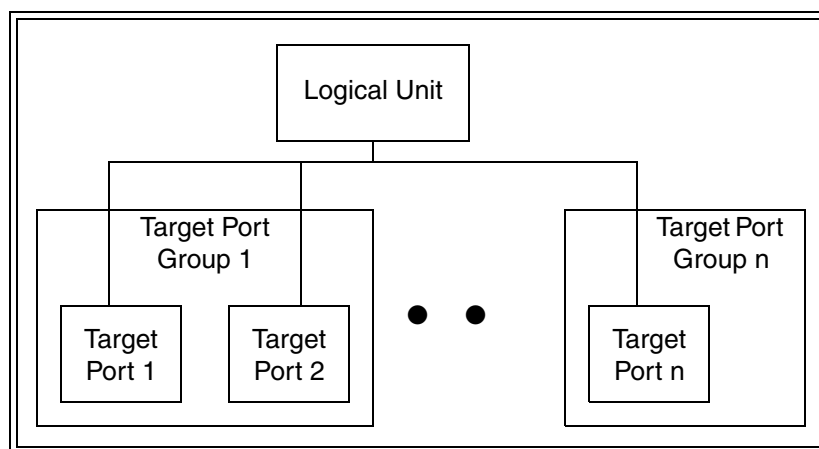 Logical Unit
Target Port
Group 1
Target Port
Group n
Target
Port 1
Target
Port 2
Target
Port n